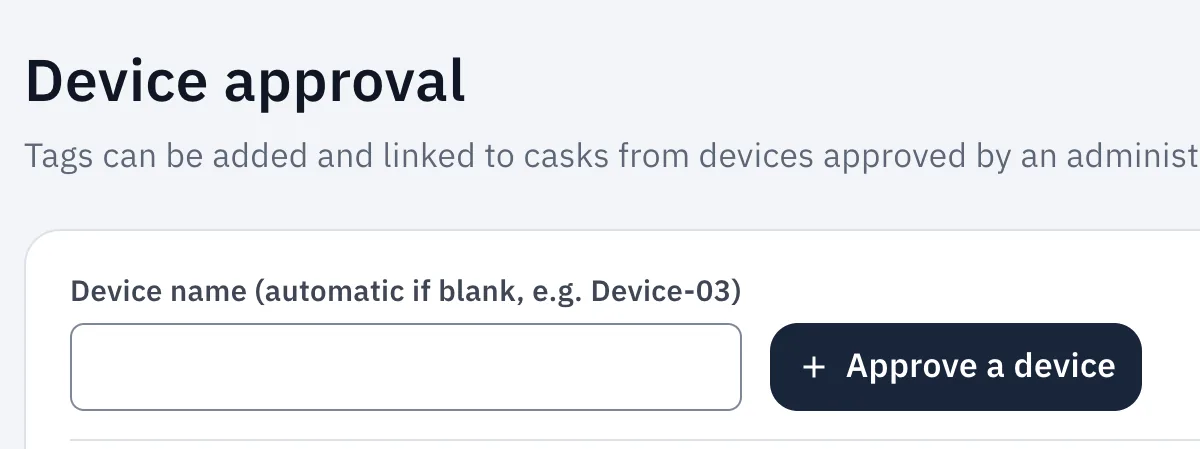 Device approval
Tags can be added and linked to casks from devices approved by an administ
Device name (automatic if blank, e.g. Device-03)
+ Approve a device